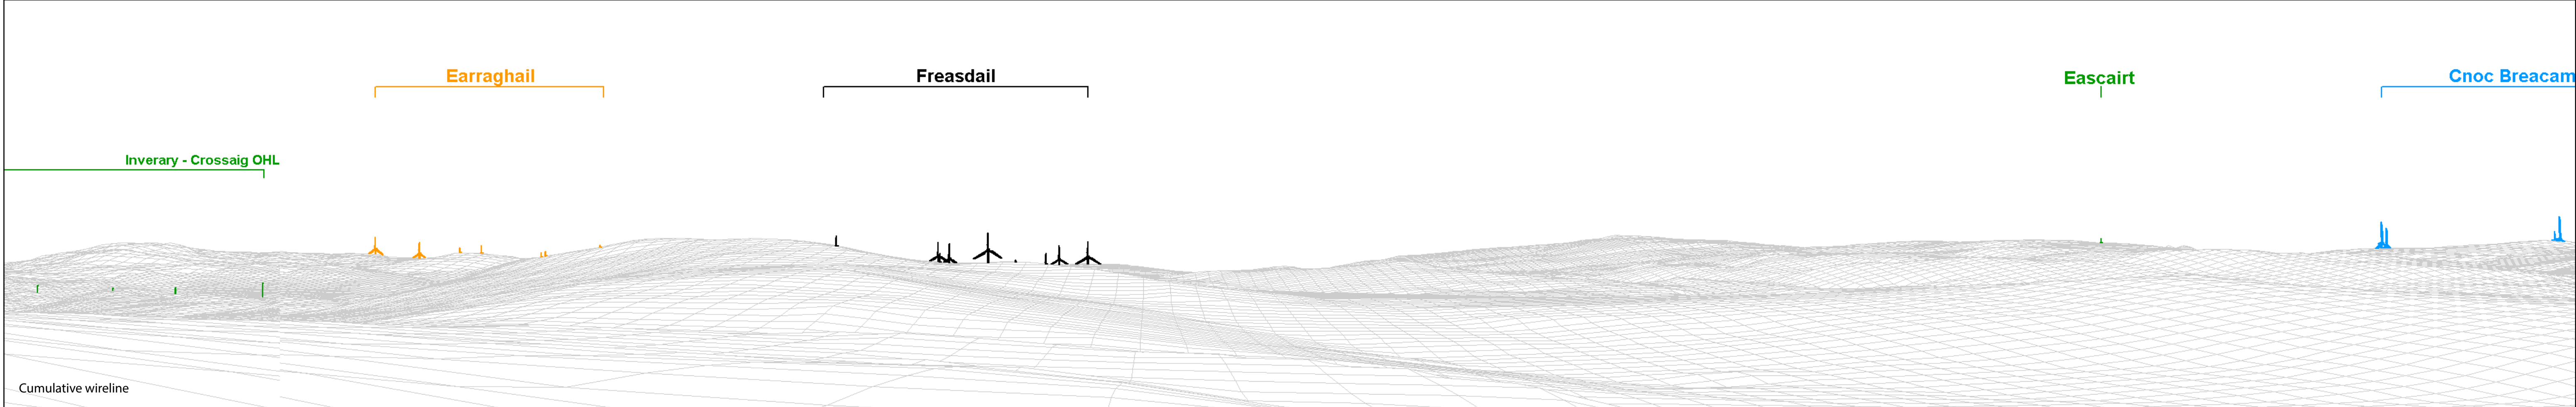 Earraghail
Freasdail
Eascairt
Cnoc Breacam
Inverary - Crossaig OHL
Cumulative wireline